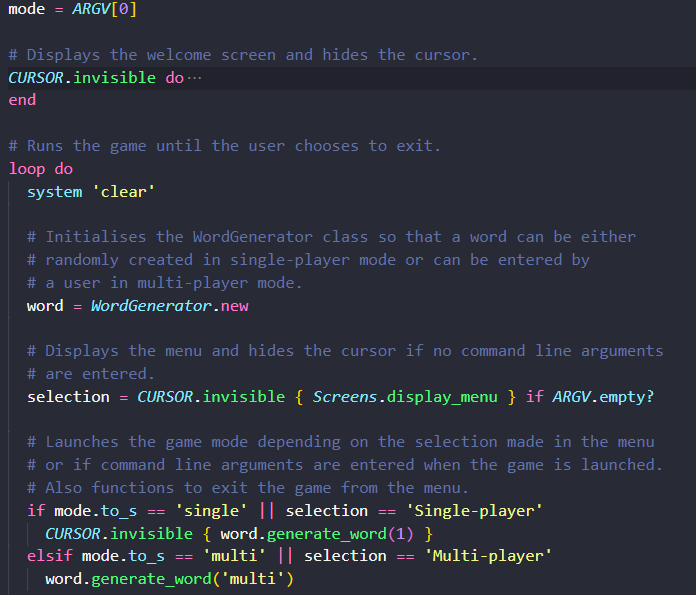 mode = ARGV[0]
# Displays the welcome screen and hides the cursor.
CURSOR.invisible do···
end
# Runs the game until the user chooses to exit.
loop do
system 'clear'
# Initialises the WordGenerator class so that a word can be either
# randomly created in single-player mode or can be entered by
# a user in multi-player mode.
word = WordGenerator.new
# Displays the menu and hides the cursor if no command line arguments
# are entered.
selection = CURSOR.invisible { Screens.display_menu } if ARGV.empty?
# Launches the game mode depending on the selection made in the menu
# or if command line arguments are entered when the game is launched.
# Also functions to exit the game from the menu.
if mode.to_s == 'single' || selection == 'Single-player'
CURSOR.invisible { word.generate_word(1) }
elsif mode.to_s == 'multi' || selection == 'Multi-player'
word.generate_word('multi')